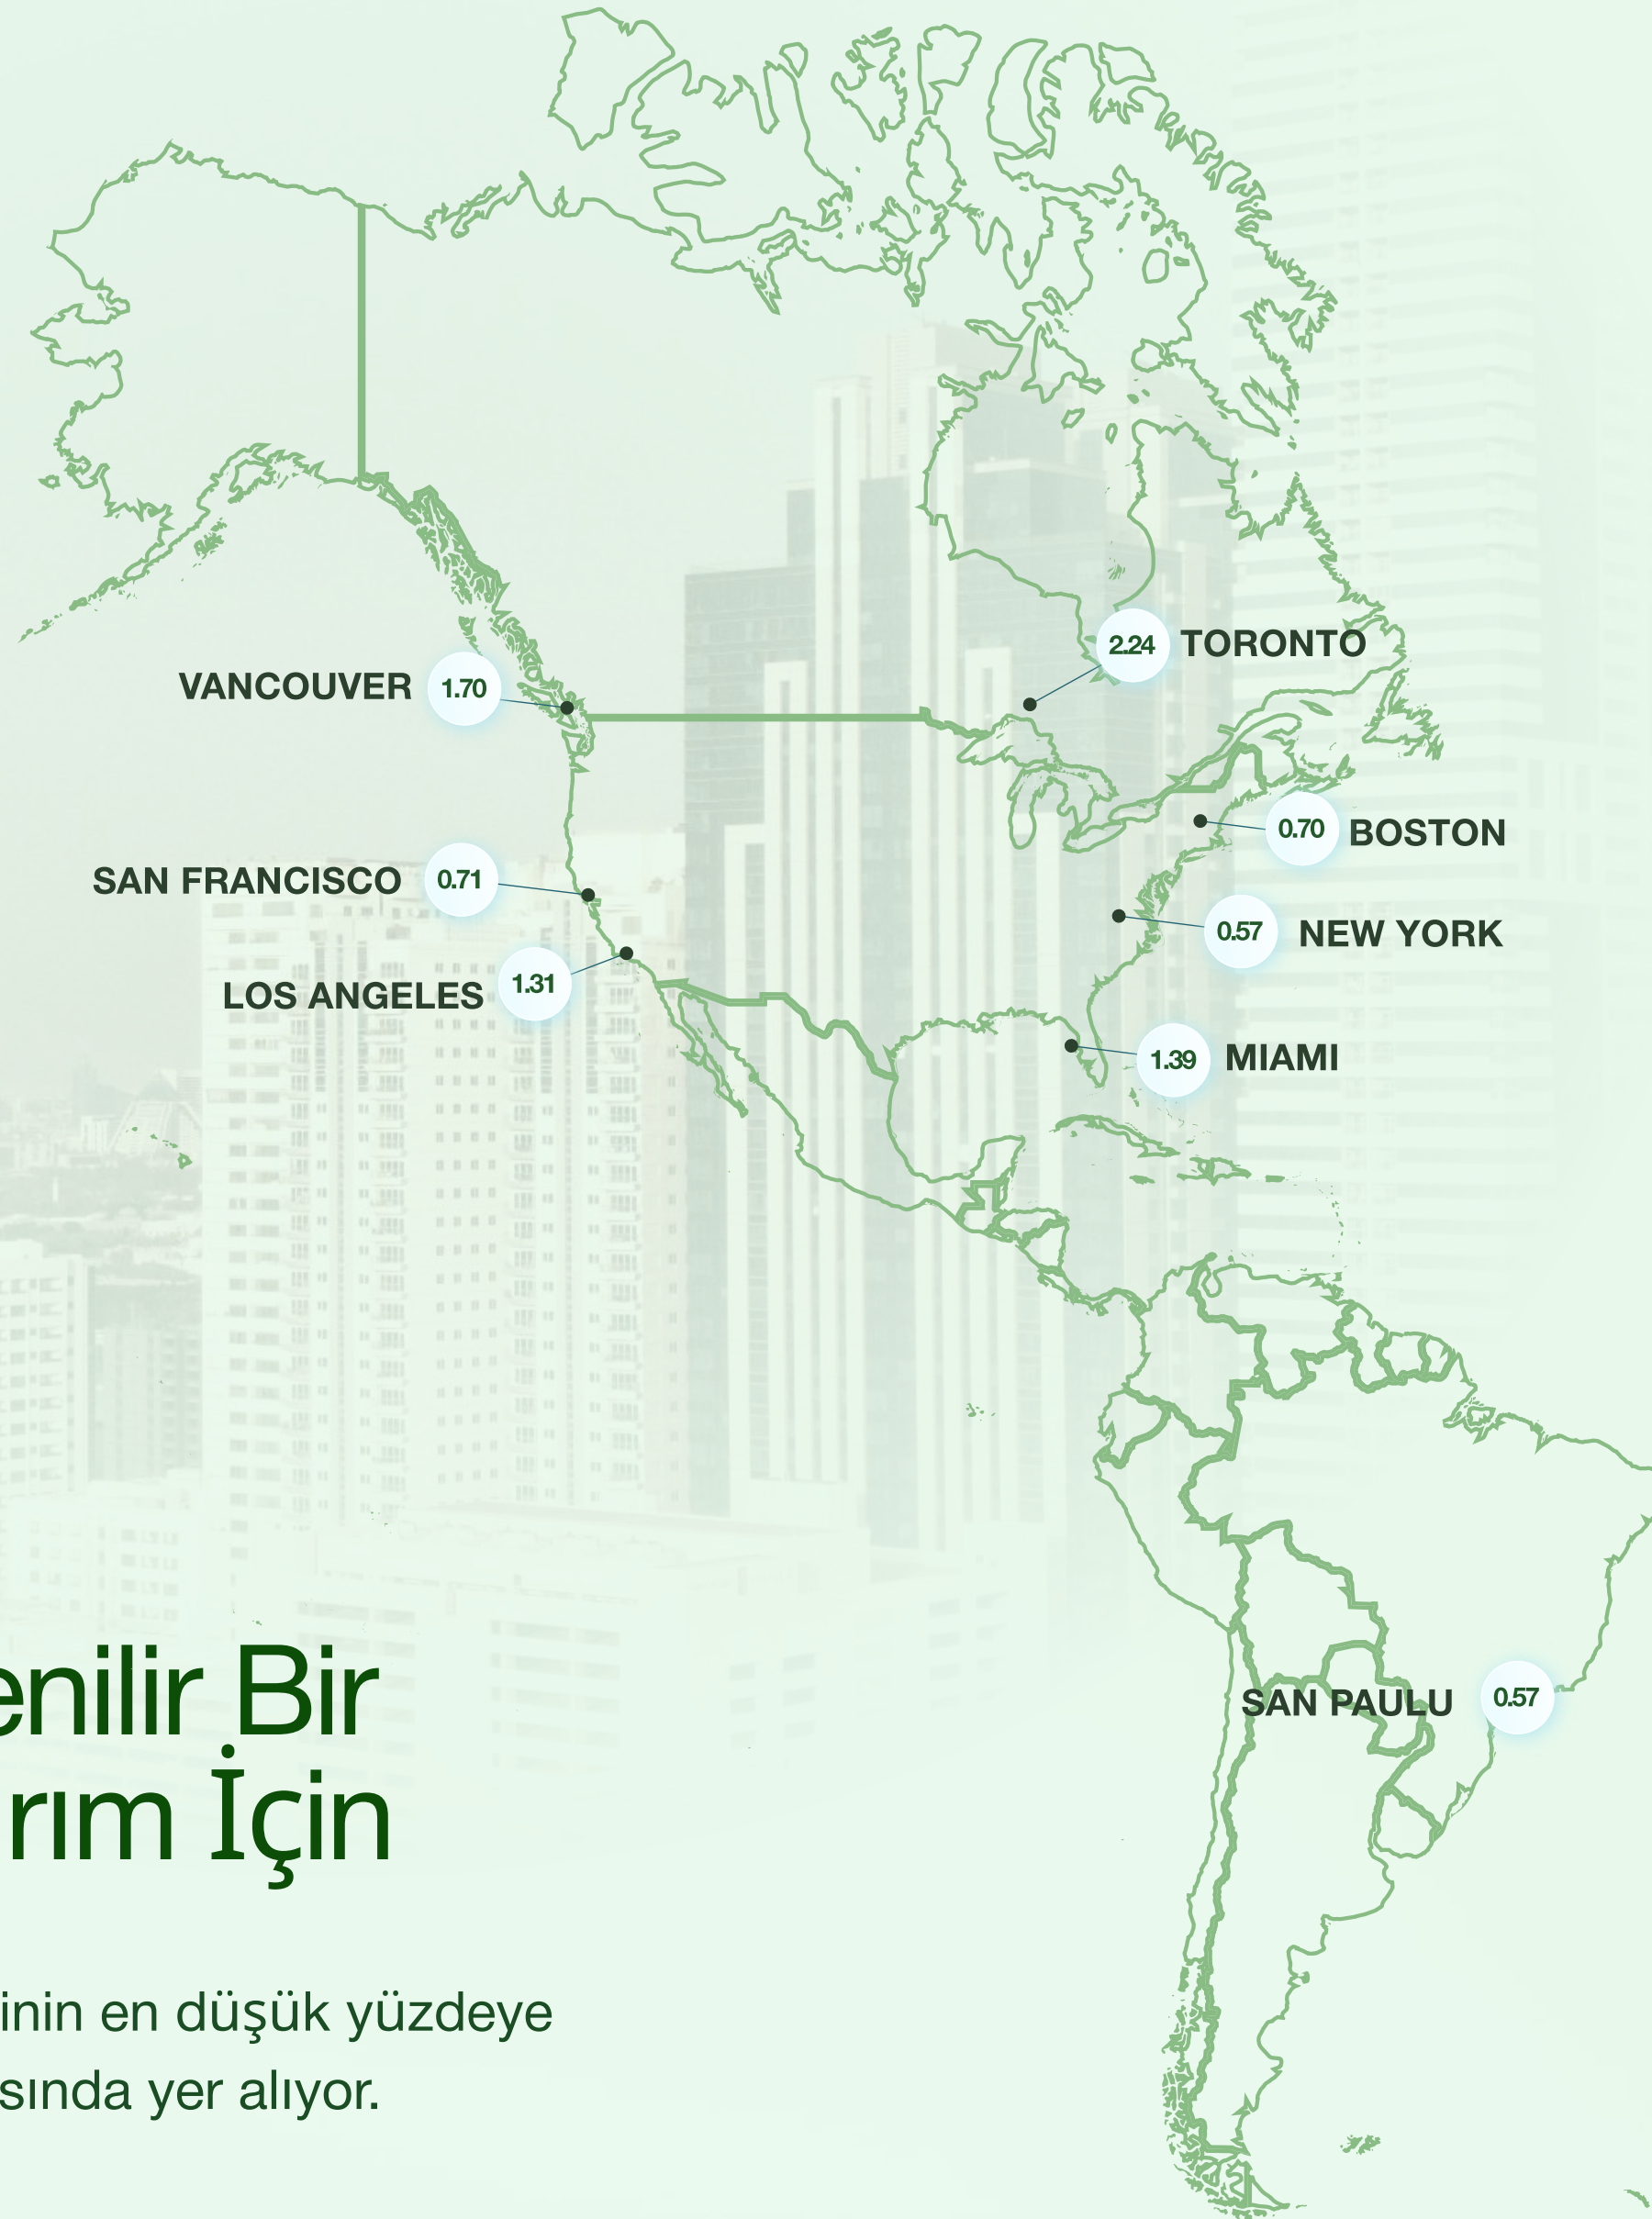 2.24 TORONTO
VANCOUVER 1.70
0.70 BOSTON
SAN FRANCISCO 0.71
0.57 NEW YORK
LOS ANGELES 1.31
1.39 MIAMI
enilir Bir
SAN PAULU 0.57
rım İçin
inin en düşük yüzdeye
sında yer alıyor.